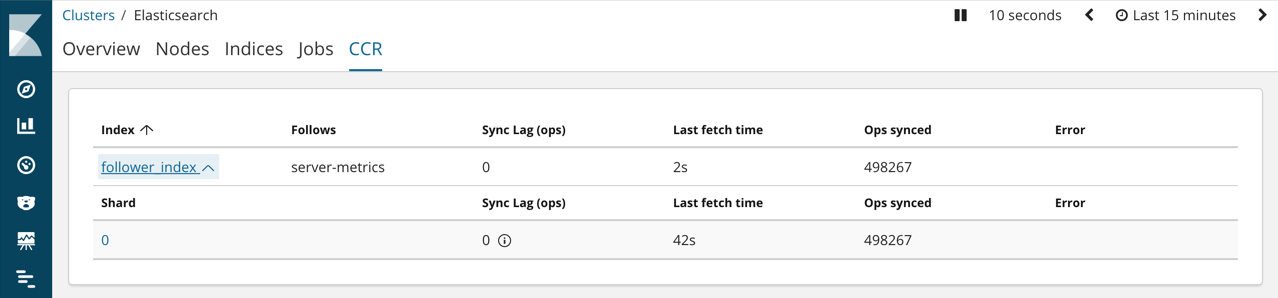 Clusters / Elasticsearch 10 seconds Last 15 minutes
Overview Nodes Indices Jobs CCR
Index Follows Sync Lag (ops) Last fetch time Ops synced Error
follower_index server-metrics 0 2s 498267
Shard Sync Lag (ops) Last fetch time Ops synced Error
0 0 42s 498267